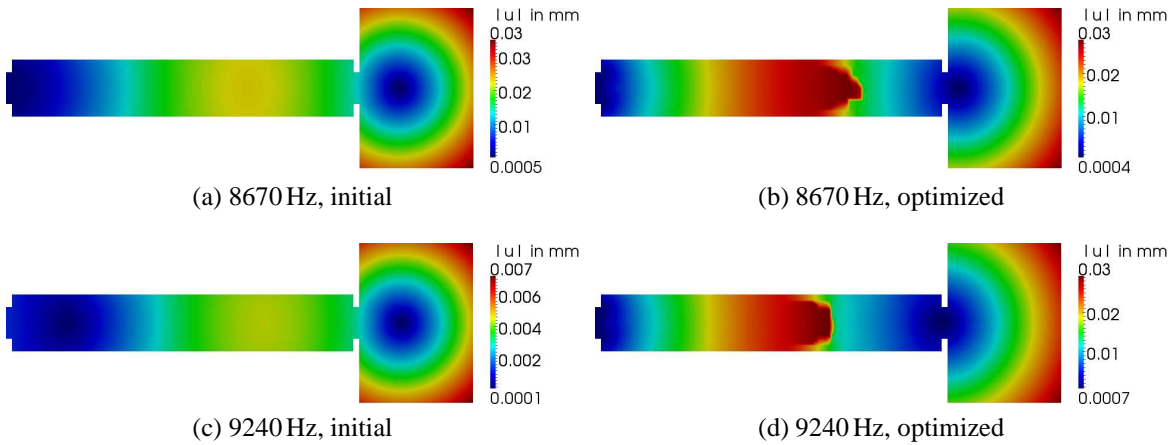 |u| in mm
0.03
0.03
0.02
0.01
0.0005
(a) 8670 Hz, initial
|u| in mm
0.03
0.02
0.01
0.0004
(b) 8670 Hz, optimized
|u| in mm
0.007
0.006
0.004
0.002
0.0001
(c) 9240 Hz, initial
|u| in mm
0.03
0.02
0.01
0.0007
(d) 9240 Hz, optimized